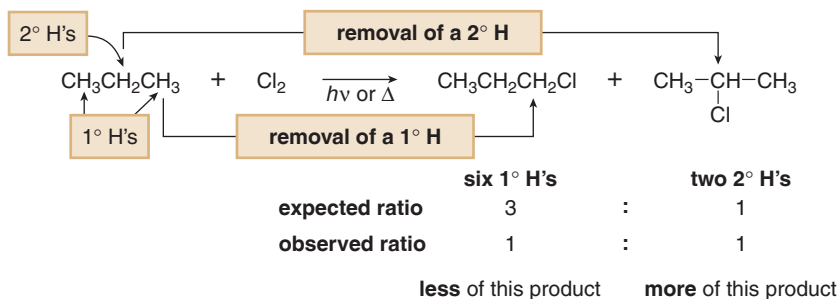 2° H's
removal of a 2° H
CH₃CH₂CH₃ + Cl₂ hν or Δ CH₃CH₂CH₂Cl + CH₃–CH–CH₃
Cl
1° H's
removal of a 1° H
six 1° H's two 2° H's
expected ratio 3 : 1
observed ratio 1 : 1
less of this product more of this product